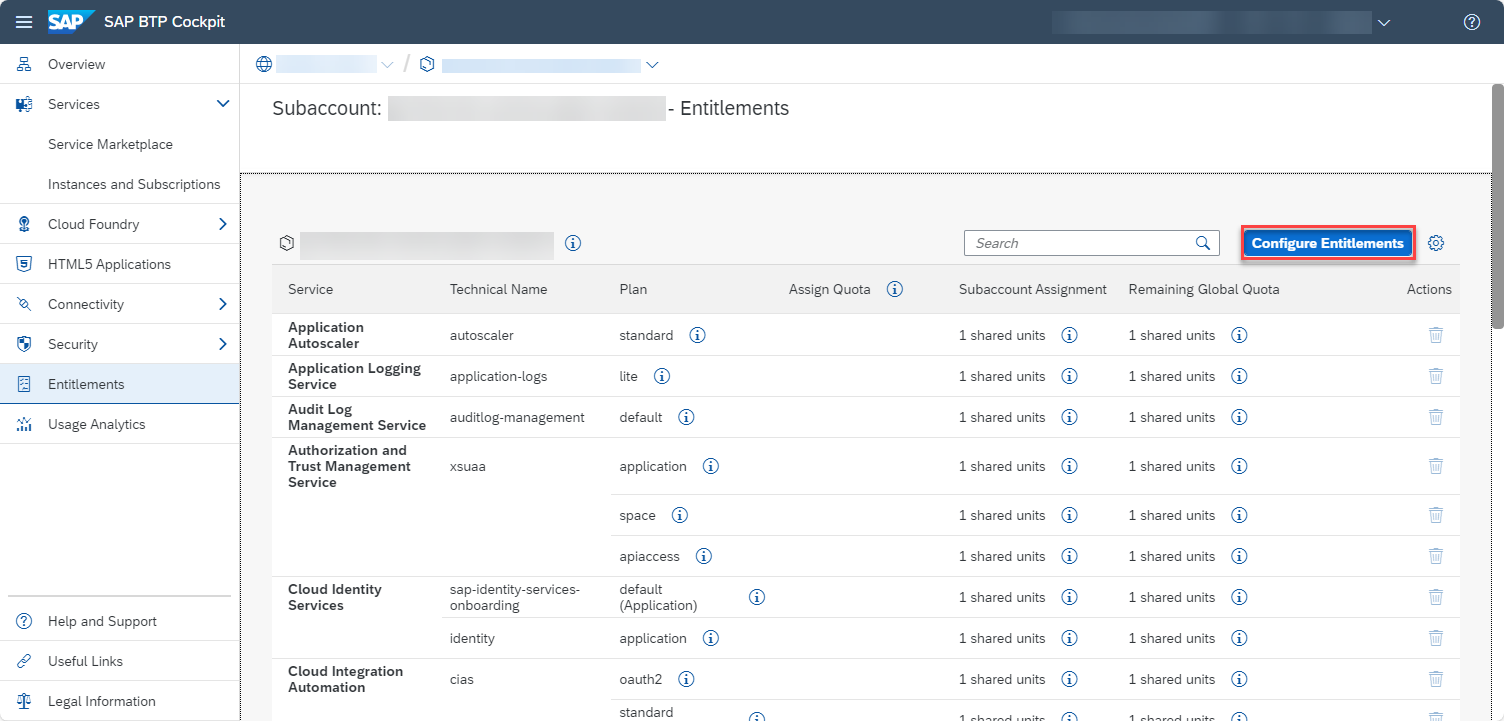 SAP SAP BTP Cockpit
Overview
Services
Service Marketplace
Instances and Subscriptions
Cloud Foundry
HTML5 Applications
Connectivity
Security
Entitlements
Usage Analytics
Help and Support
Useful Links
Legal Information
/
Subaccount: - Entitlements
Search
Configure Entitlements
Service Technical Name Plan Assign Quota Subaccount Assignment Remaining Global Quota Actions
Application
Autoscaler
autoscaler standard 1 shared units 1 shared units
Application Logging
Service
application-logs lite 1 shared units 1 shared units
Audit Log
Management Service
auditlog-management default 1 shared units 1 shared units
Authorization and
Trust Management
Service
xsuaa application 1 shared units 1 shared units
space 1 shared units 1 shared units
apiaccess 1 shared units 1 shared units
Cloud Identity
Services
sap-identity-services-
onboarding
default
(Application)
1 shared units 1 shared units
identity application 1 shared units 1 shared units
Cloud Integration
Automation
cias oauth2 1 shared units 1 shared units
standard
1 shared units 1 shared units